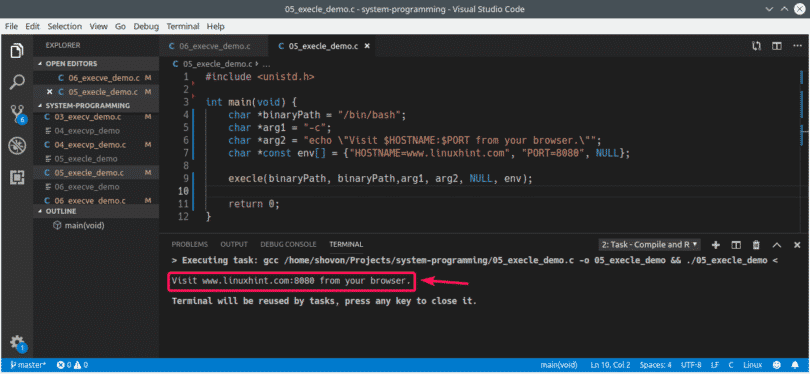 05_execle_demo.c - system-programming - Visual Studio Code
File Edit Selection View Go Debug Terminal Help
EXPLORER
OPEN EDITORS
C 06_execve_demo.c M
C 05_execle_demo.c M
SYSTEM-PROGRAMMING
C 03_execv_demo.c M
04_execvp_demo
C 04_execvp_demo.c M
05_execle_demo
C 05_execle_demo.c M
06_execve_demo
C 06_execve_demo.c M
OUTLINE
main(void)
6
1
C 06_execve_demo.c C 05_execle_demo.c
C 05_execle_demo.c > ...
1 #include <unistd.h>
2
3 int main(void) {
4 char *binaryPath = "/bin/bash";
5 char *arg1 = "-c";
6 char *arg2 = "echo \"Visit $HOSTNAME:$PORT from your browser.\"";
7 char *const env[] = {"HOSTNAME=www.linuxhint.com", "PORT=8080", NULL};
8
9 execle(binaryPath, binaryPath,arg1, arg2, NULL, env);
10
11 return 0;
12 }
PROBLEMS OUTPUT DEBUG CONSOLE TERMINAL 2: Task - Compile and R
> Executing task: gcc /home/shovon/Projects/system-programming/05_execle_demo.c -o 05_execle_demo && ./05_execle_demo <
Visit www.linuxhint.com:8080 from your browser.
Terminal will be reused by tasks, press any key to close it.
master* 0 0 main(void) Ln 10, Col 2 Spaces: 4 UTF-8 LF C Linux